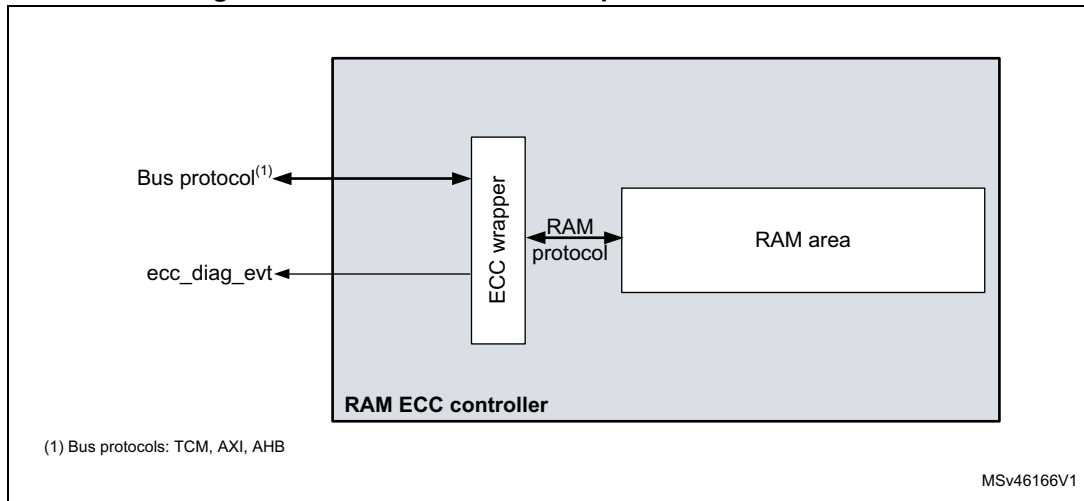 Bus protocol(1)
ecc_diag_evt
ECC wrapper
RAM
protocol
RAM area
RAM ECC controller
(1) Bus protocols: TCM, AXI, AHB
MSv46166V1